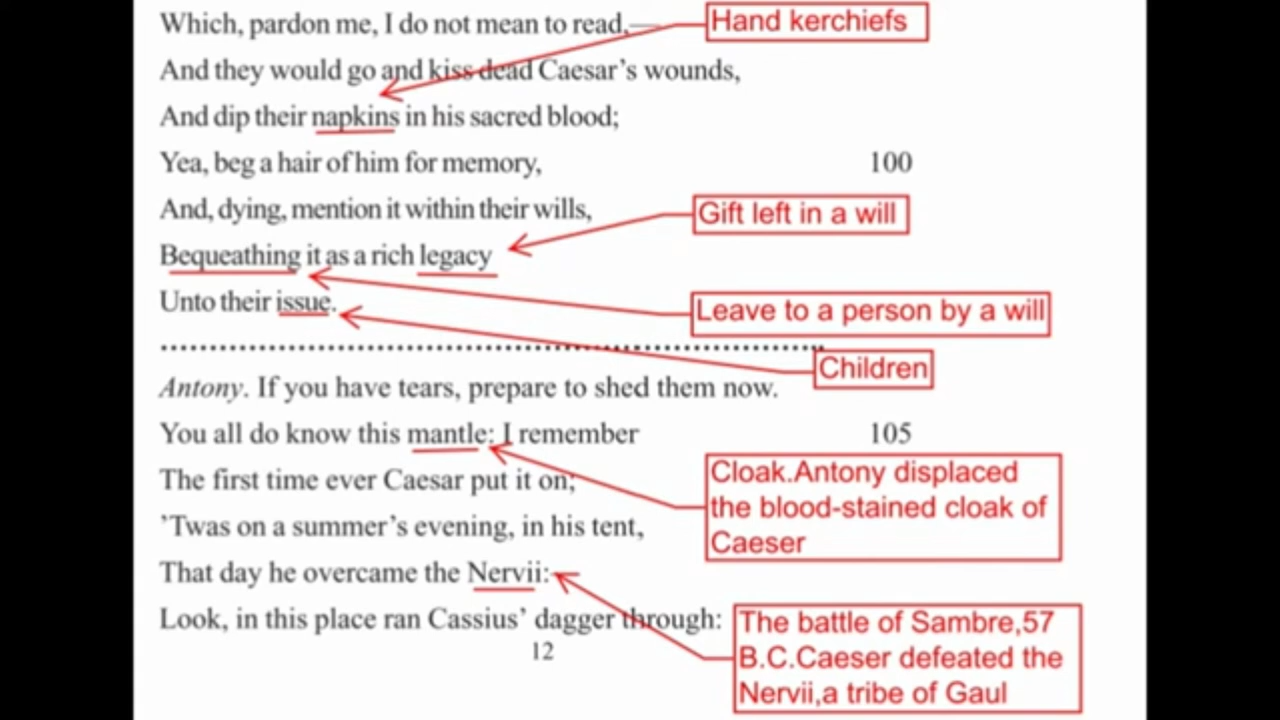 Which, pardon me, I do not mean to read,—
Hand kerchiefs
And they would go and kiss dead Caesar’s wounds,
And dip their napkins in his sacred blood;
Yea, beg a hair of him for memory, 100
And, dying, mention it within their wills,
Gift left in a will
Bequeathing it as a rich legacy
Unto their issue.
Leave to a person by a will
................................................................................
Children
Antony. If you have tears, prepare to shed them now.
You all do know this mantle: I remember 105
The first time ever Caesar put it on;
Cloak.Antony displaced
the blood-stained cloak of
Caeser
’Twas on a summer’s evening, in his tent,
That day he overcame the Nervii:
Look, in this place ran Cassius’ dagger through:
The battle of Sambre,57
B.C.Caeser defeated the
Nervii,a tribe of Gaul
12